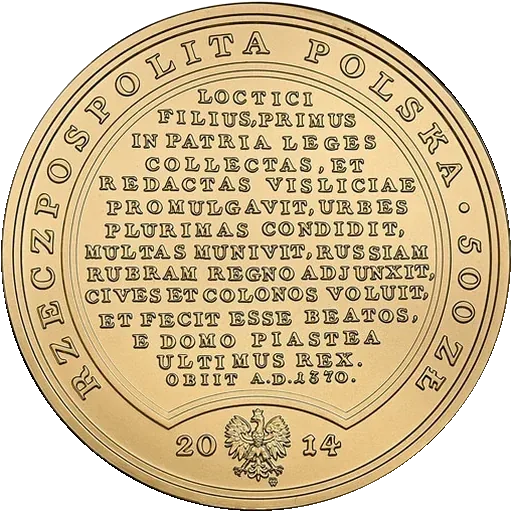 RZECZPOSPOLITA POLSKA · 500 ZŁ
LOCTICI
FILIUS, PRIMUS
IN PATRIA LEGES
COLLECTAS, ET
REDACTAS VISLICIAE
PROMULGAVIT, URBES
PLURIMAS CONDIDIT,
MULTAS MUNIVIT, RUSSIAM
RUBRAM REGNO ADJUNXIT,
CIVES ET COLONOS VOLUIT,
ET FECIT ESSE BEATOS,
E DOMO PIASTEA
ULTIMUS REX.
OBIIT A.D. 1370.
20 14